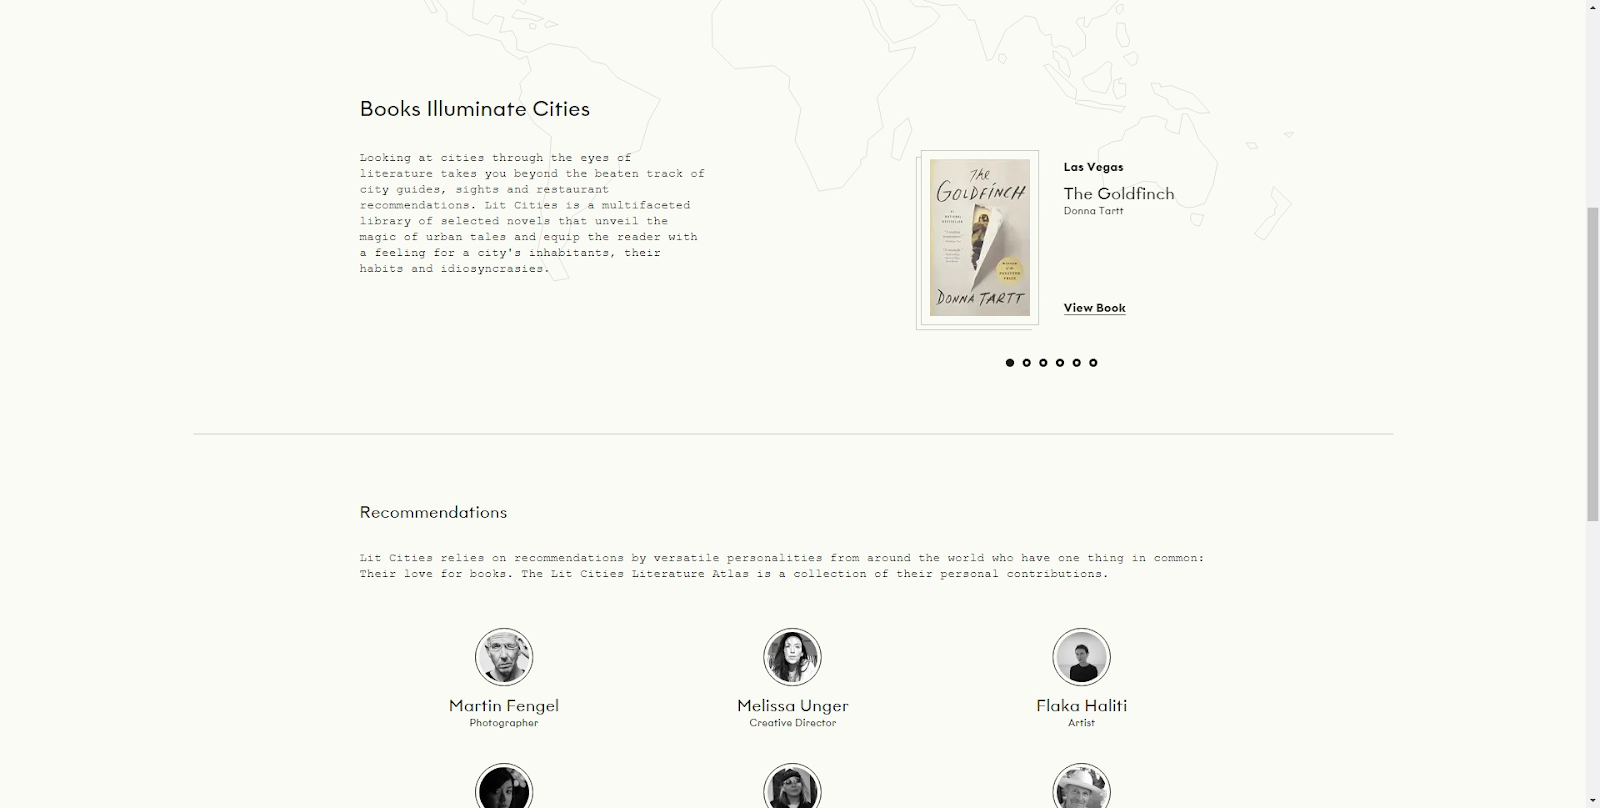 Books Illuminate Cities
Looking at cities through the eyes of
literature takes you beyond the beaten track of
city guides, sights and restaurant
recommendations. Lit Cities is a multifaceted
library of selected novels that unveil the
magic of urban tales and equip the reader with
a feeling for a city's inhabitants, their
habits and idiosyncrasies.
The
GOLDFINCH
DONNA TARTT
Las Vegas
The Goldfinch
Donna Tartt
View Book
Recommendations
Lit Cities relies on recommendations by versatile personalities from around the world who have one thing in common:
Their love for books. The Lit Cities Literature Atlas is a collection of their personal contributions.
Martin Fengel
Photographer
Melissa Unger
Creative Director
Flaka Haliti
Artist